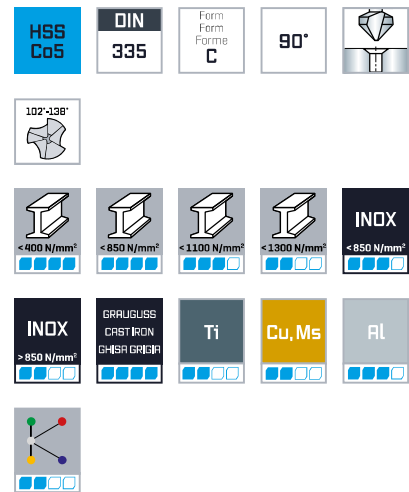 HSS
Co5
DIN
335
Form
Form
Forme
C
90°
102°-138°
<400 N/mm²
<850 N/mm²
<1100 N/mm²
<1300 N/mm²
INOX
<850 N/mm²
INOX
>850 N/mm²
GRAUGUSS
CAST IRON
GHISA GRIGIA
Ti
Cu, Ms
Al